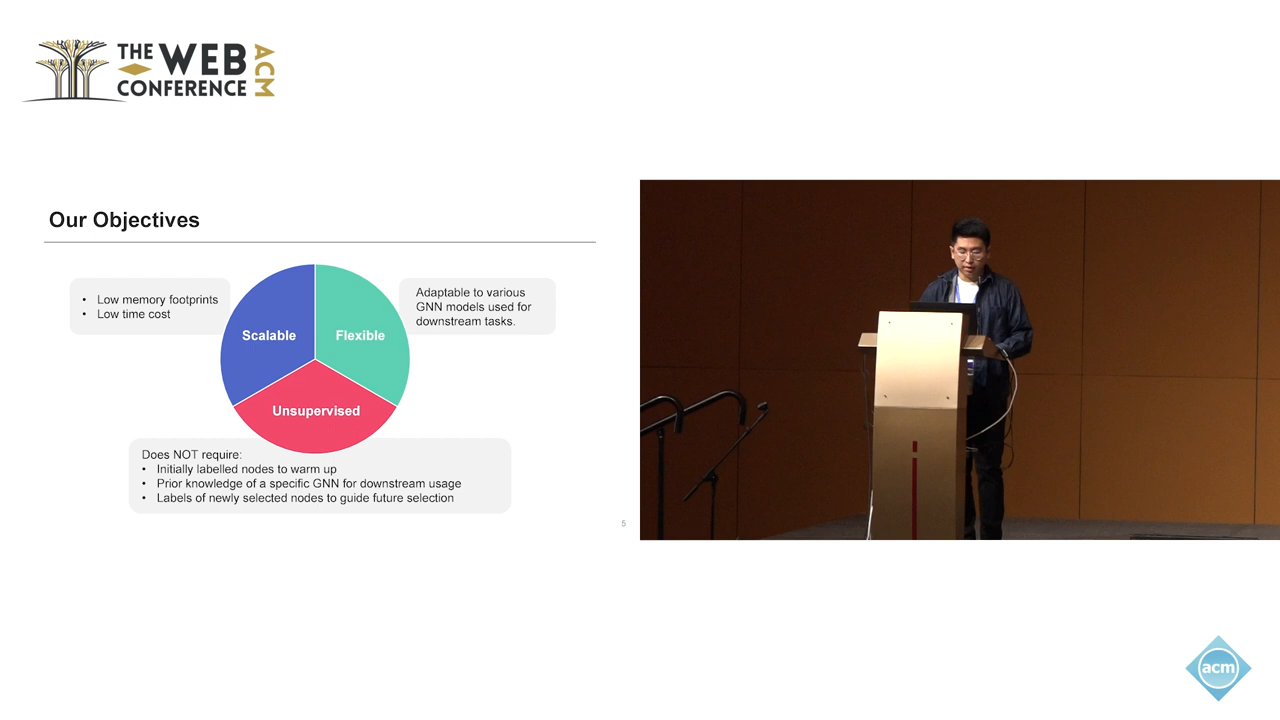 THE WEB
CONFERENCE
ACM
Our Objectives
• Low memory footprints
• Low time cost
Adaptable to various
GNN models used for
downstream tasks.
Scalable
Flexible
Unsupervised
Does NOT require:
• Initially labelled nodes to warm up
• Prior knowledge of a specific GNN for downstream usage
• Labels of newly selected nodes to guide future selection
5
acm